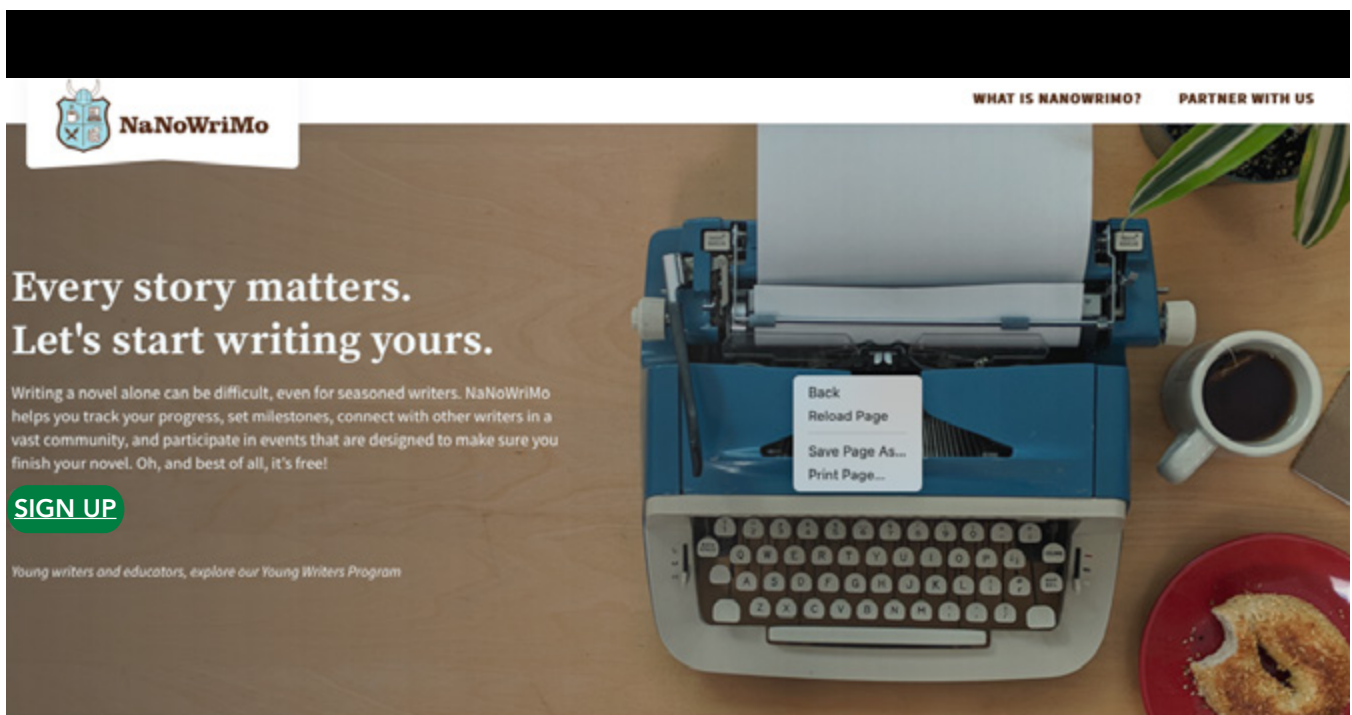 NaNoWriMo
WHAT IS NANOWRIMO? PARTNER WITH US
Every story matters.
Let's start writing yours.
Writing a novel alone can be difficult, even for seasoned writers. NaNoWriMo
helps you track your progress, set milestones, connect with other writers in a
vast community, and participate in events that are designed to make sure you
finish your novel. Oh, and best of all, it's free!
SIGN UP
Young writers and educators, explore our Young Writers Program
Back
Reload Page
Save Page As...
Print Page...
Q W E R T Y U I O P
A S D F G H J K L
Z X C V B N M